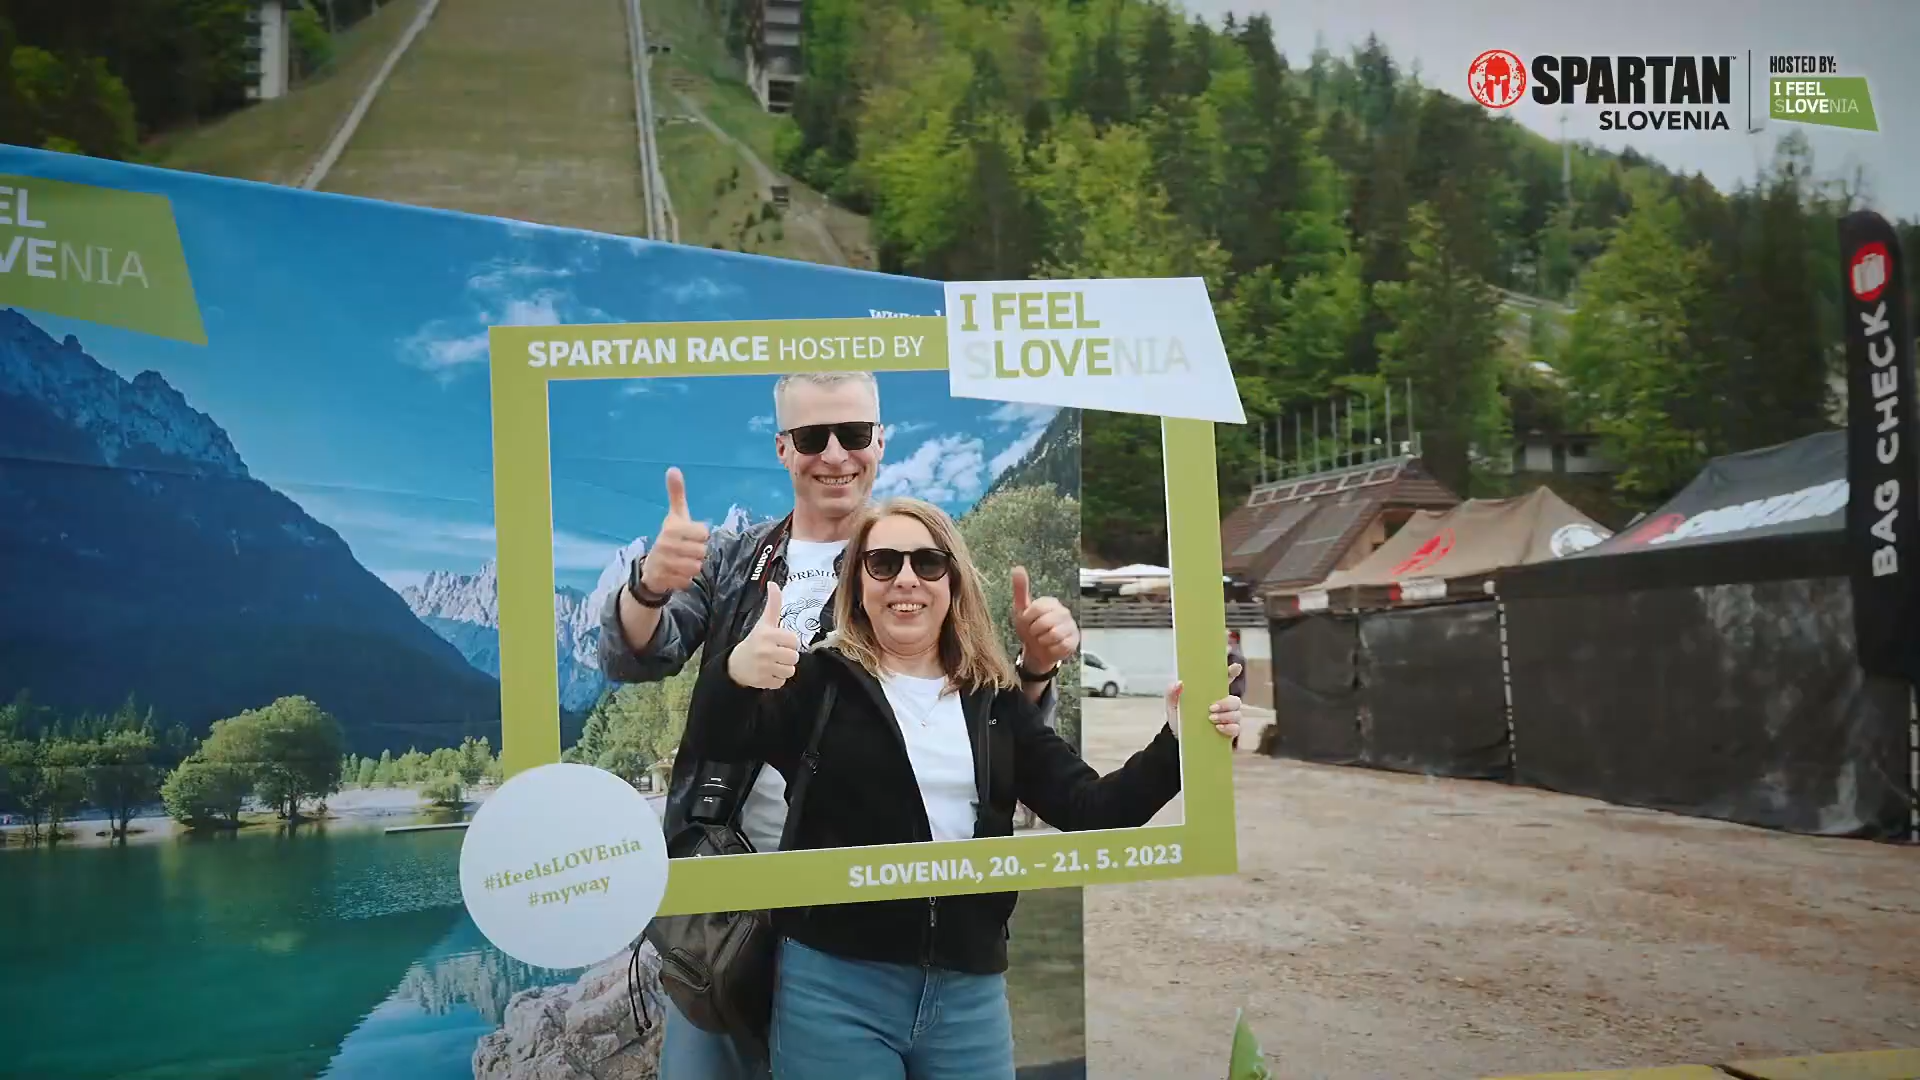 SPARTAN
SLOVENIA
HOSTED BY:
I FEEL
SLOVENIA
EL
VENIA
SPARTAN RACE HOSTED BY
I FEEL
SLOVENIA
BAG CHECK
Canon
#ifeelsLOVEnia
#myway
SLOVENIA, 20. – 21. 5. 2023